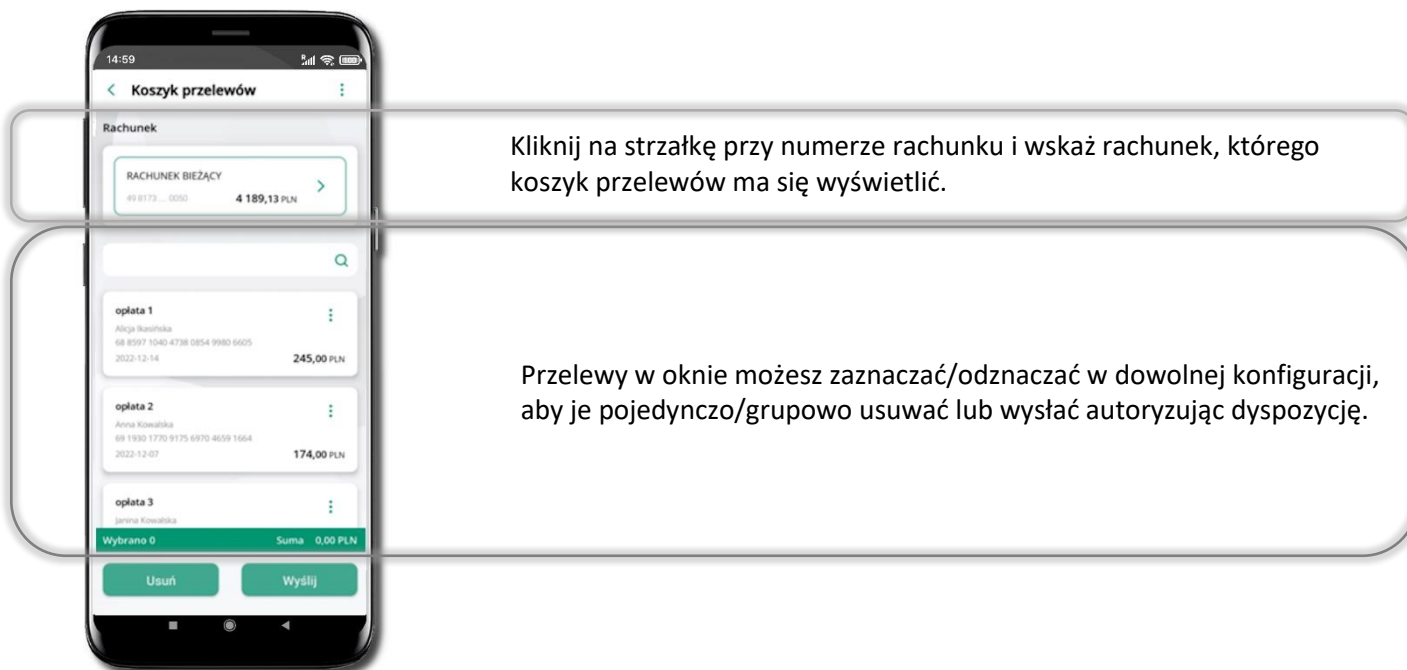 14:59
Koszyk przelewów
Rachunek
RACHUNEK BIEŻĄCY
49 8173 ... 0050 4 189,13 PLN
Kliknij na strzałkę przy numerze rachunku i wskaż rachunek, którego
koszyk przelewów ma się wyświetlić.
opłata 1
Alicja Ikasińska
68 8597 1040 4738 0854 9980 6605
2022-12-14 245,00 PLN
opłata 2
Anna Kowalska
69 1930 1770 9175 6970 4659 1664
2022-12-07 174,00 PLN
opłata 3
Janina Kowalska
Wybrano 0 Suma 0,00 PLN
Usuń Wyślij
Przelewy w oknie możesz zaznaczać/odznaczać w dowolnej konfiguracji,
aby je pojedynczo/grupowo usuwać lub wysłać autoryzując dyspozycję.